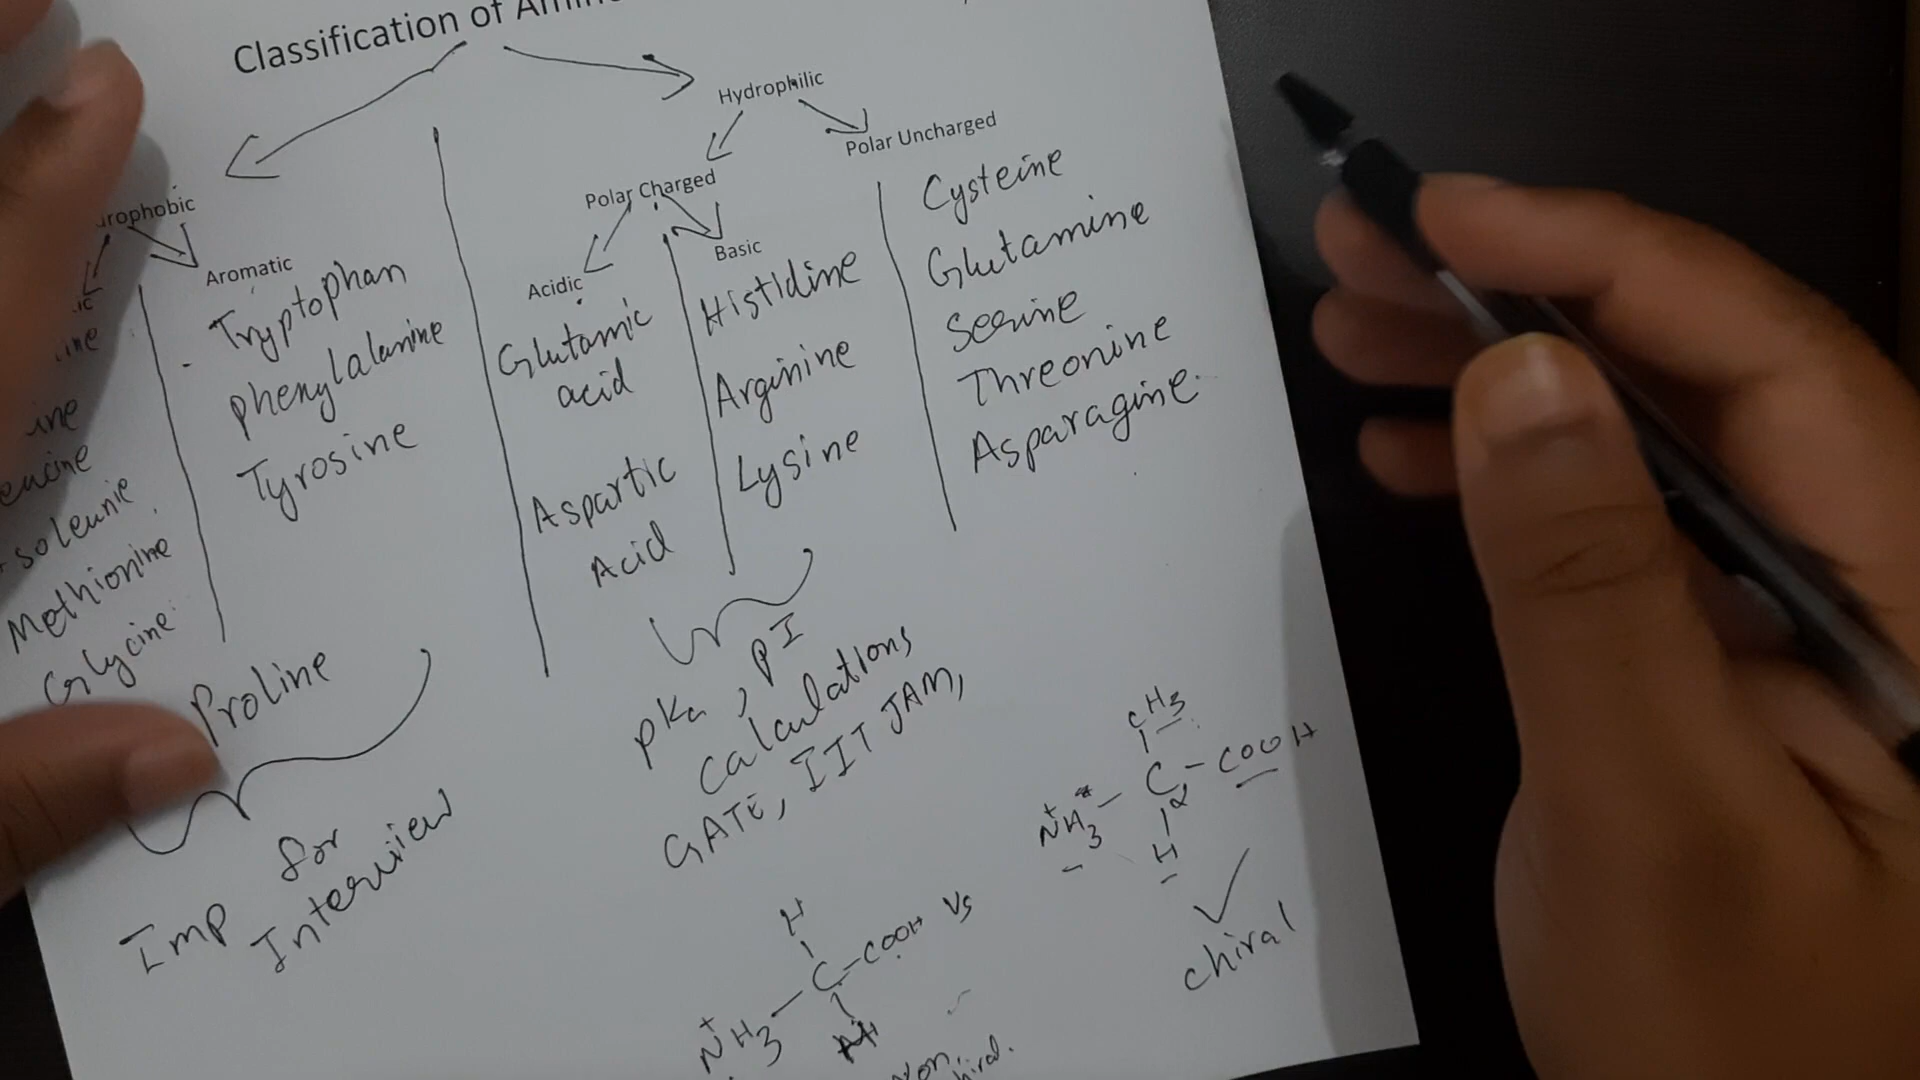 Classification of
Hydrophilic
Polar Uncharged
Polar Charged
Aromatic
Acidic
Basic
Tryptophan
phenylalanine
Tyrosine
Glutamic
acid
Aspartic
Acid
Histidine
Arginine
Lysine
Cysteine
Glutamine
Serine
Threonine
Asparagine.
Methionine
Glycine
Proline
Imp for
Interview
pKa, pI
Calculations
GATE, IIT JAM,
CH3
NH3 - C - COOH
α
H
chiral
H
NH3 - C - COOH Vs